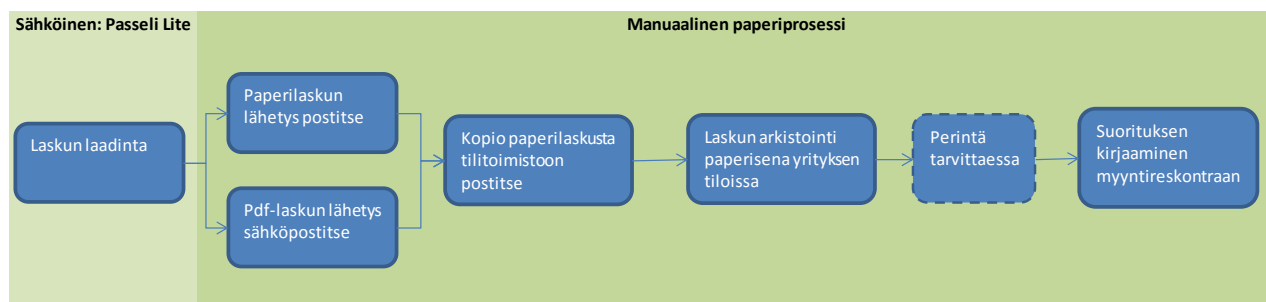 Sähköinen: Passeli Lite
Manuaalinen paperiprosessi
Laskun laadinta
Paperilaskun
lähetys postitse
Pdf-laskun lähetys
sähköpostitse
Kopio paperilaskusta
tilitoimistoon
postitse
Laskun arkistointi
paperisena yrityksen
tiloissa
Perintä
tarvittaessa
Suorituksen
kirjaaminen
myyntireskontraan